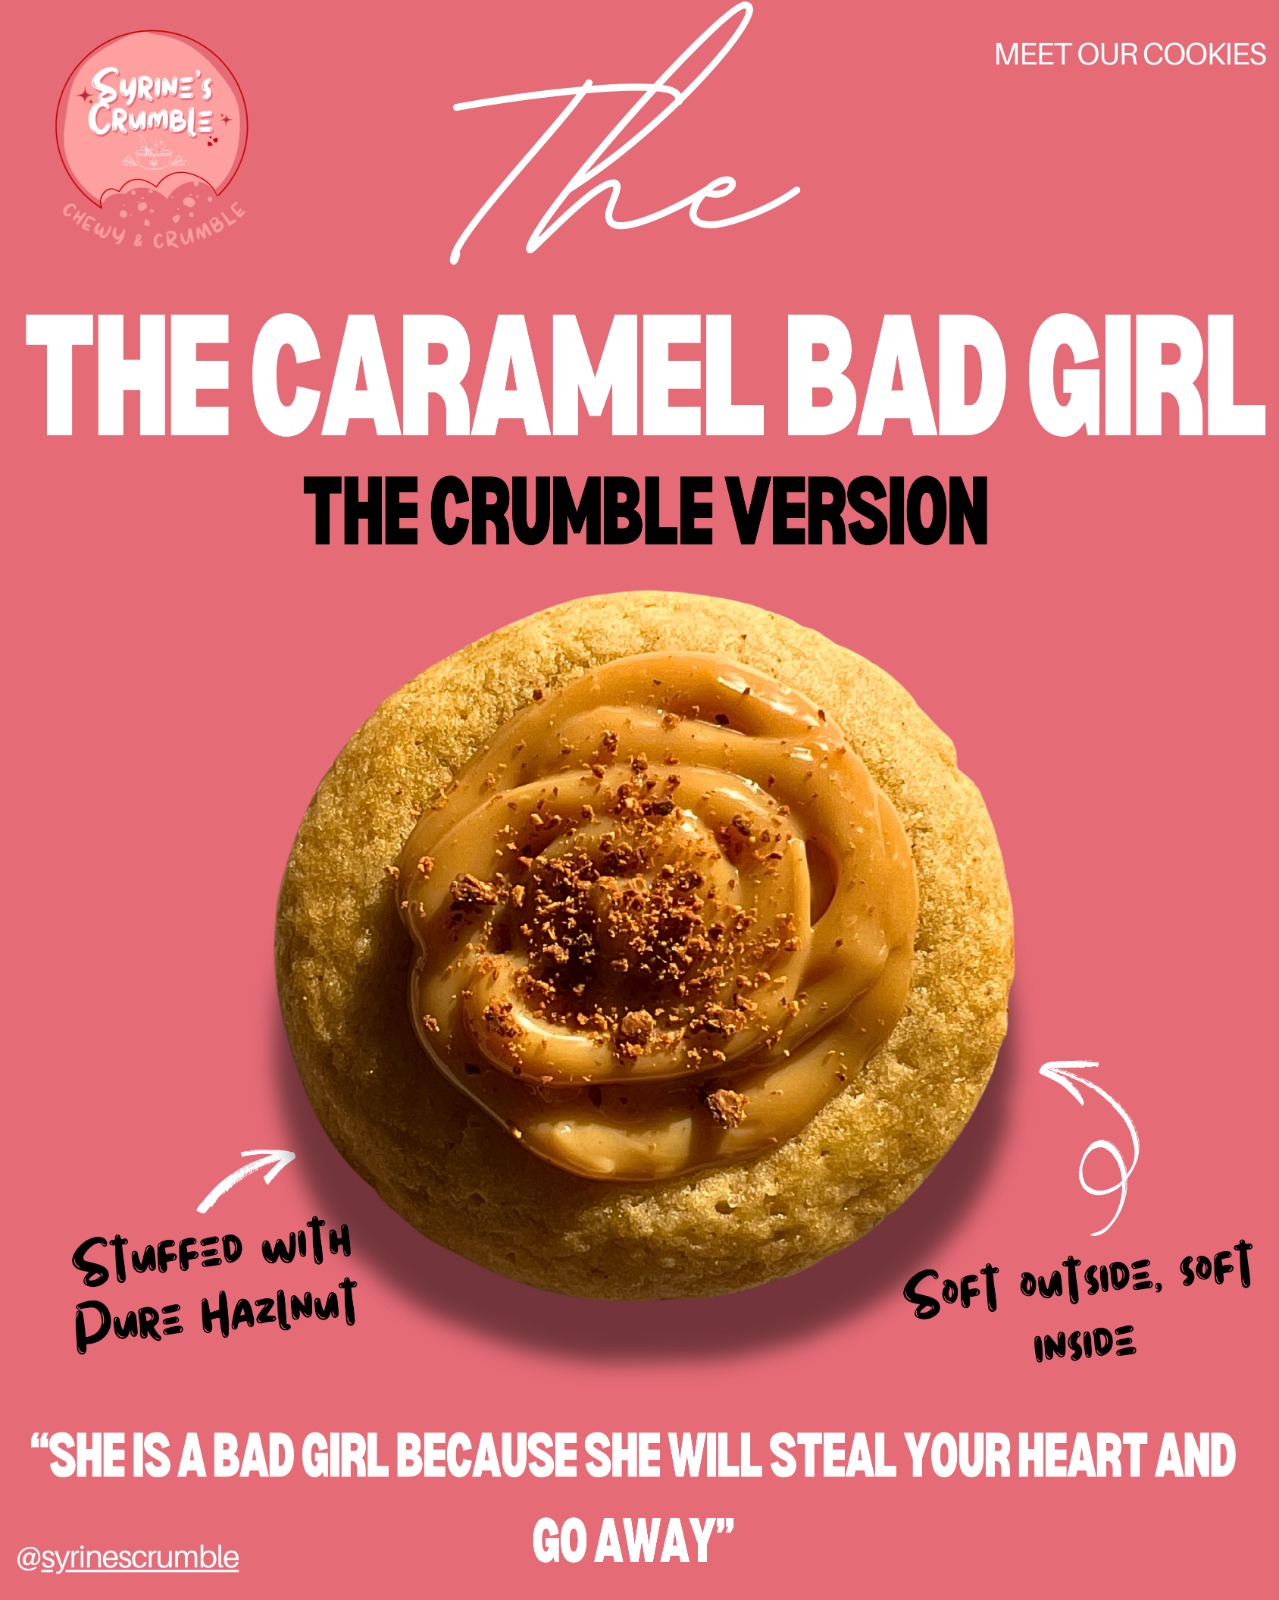 SYRINE'S
CRUMBLE
CHEWY & CRUMBLE
MEET OUR COOKIES
The
THE CARAMEL BAD GIRL
THE CRUMBLE VERSION
STUFFED WITH
PURE HAZLNUT
SOFT OUTSIDE, SOFT
INSIDE
“SHE IS A BAD GIRL BECAUSE SHE WILL STEAL YOUR HEART AND
GO AWAY”
@syrinescrumble